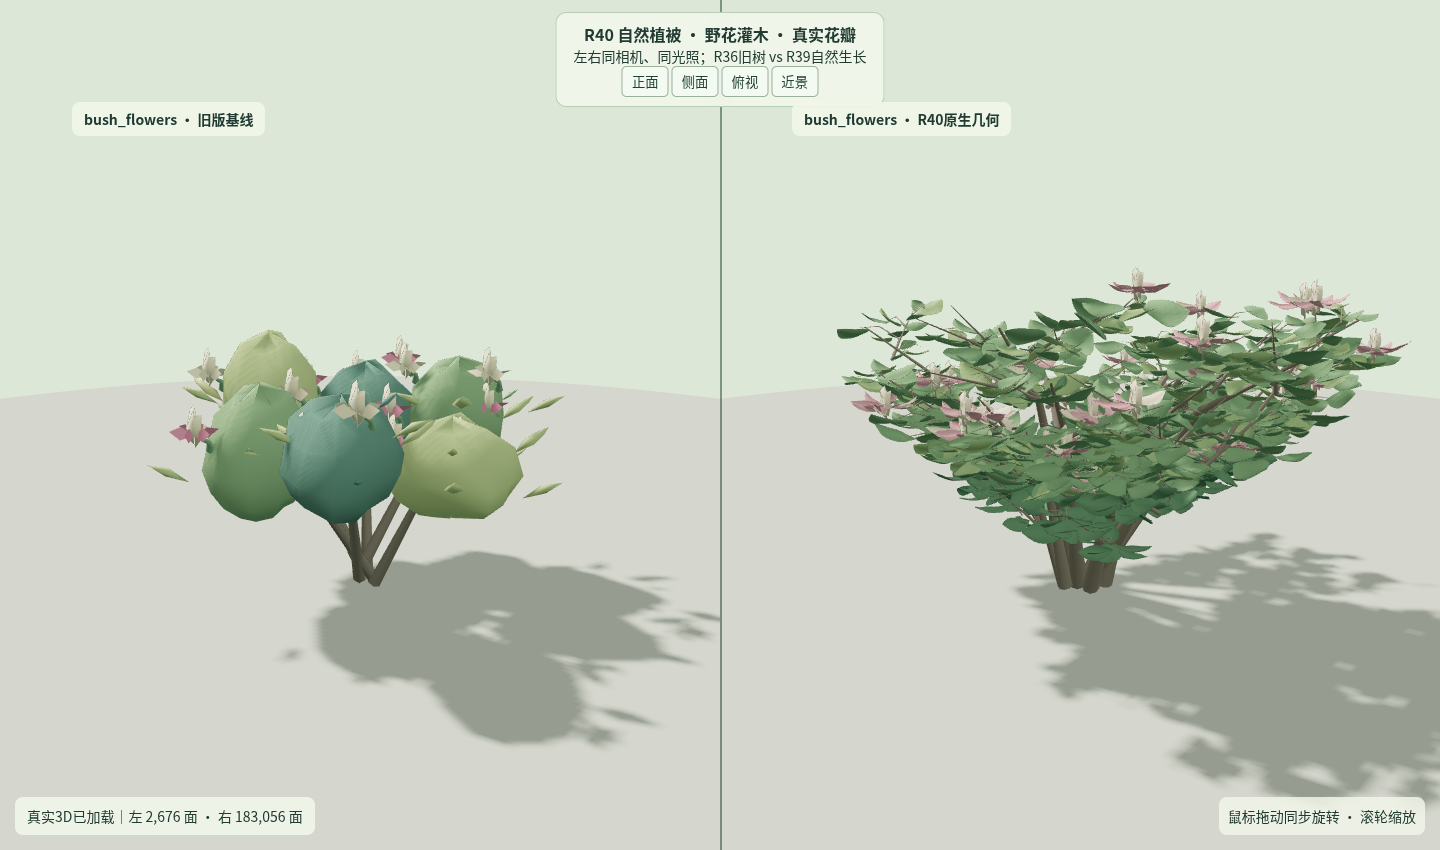 R40 自然植被 · 野花灌木 · 真实花瓣
左右同相机、同光照；R36旧树 vs R39自然生长
正面 侧面 俯视 近景
bush_flowers · 旧版基线
bush_flowers · R40原生几何
真实3D已加载｜左 2,676 面 · 右 183,056 面
鼠标拖动同步旋转 · 滚轮缩放